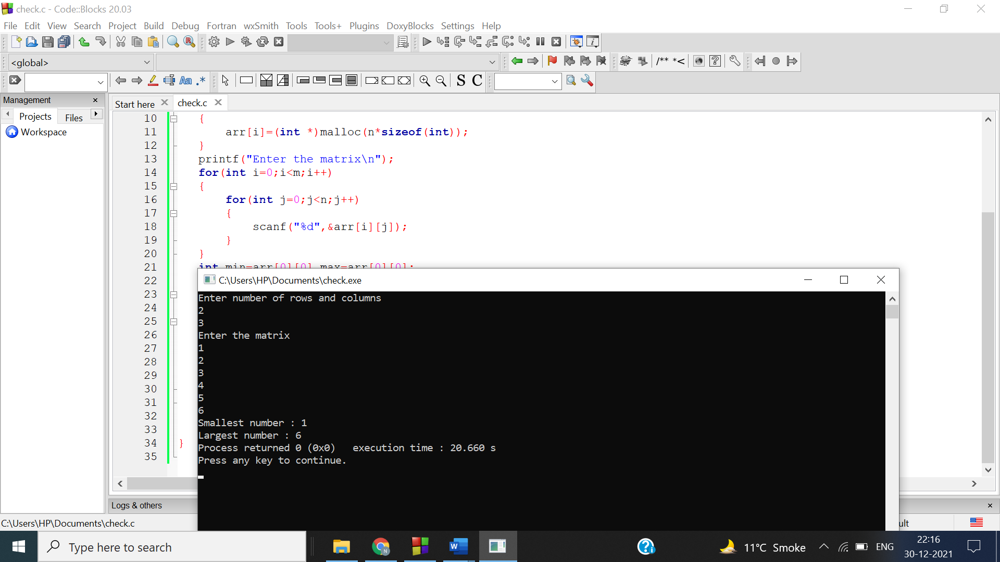 check.c - Code::Blocks 20.03
File Edit View Search Project Build Debug Fortran wxSmith Tools Tools+ Plugins DoxyBlocks Settings Help
<global>
/** *<
Aa .* S C
Management
Projects Files
Workspace
Start here check.c
10 {
11 arr[i]=(int *)malloc(n*sizeof(int));
12 }
13 printf("Enter the matrix\n");
14 for(int i=0;i<m;i++)
15 {
16 for(int j=0;j<n;j++)
17 {
18 scanf("%d",&arr[i][j]);
19 }
20 }
21 int min=arr[0][0],max=arr[0][0];
22
23
24
25
26
27
28
29
30
31
32
33
34 }
35
C:\Users\HP\Documents\check.exe
Enter number of rows and columns
2
3
Enter the matrix
1
2
3
4
5
6
Smallest number : 1
Largest number : 6
Process returned 0 (0x0) execution time : 20.660 s
Press any key to continue.
Logs & others
C:\Users\HP\Documents\check.c
ult
Type here to search
11°C Smoke
ENG
22:16
30-12-2021